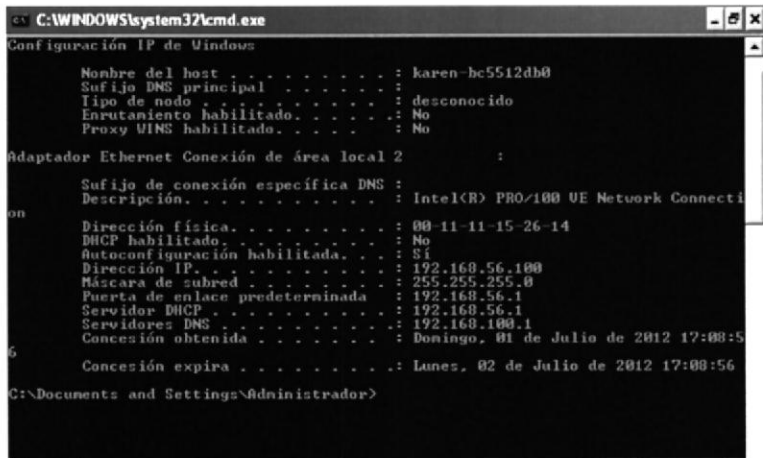 C:\WINDOWS\system32\cmd.exe
Configuración IP de Windows
Nombre del host . . . . . . . . . : karen-bc5512db0
Sufijo DNS principal . . . . . . :
Tipo de nodo . . . . . . . . . . : desconocido
Enrutamiento habilitado. . . . . .: No
Proxy WINS habilitado. . . . . : No
Adaptador Ethernet Conexión de área local 2 :
Sufijo de conexión específica DNS :
Descripción. . . . . . . . . . . : Intel(R) PRO/100 VE Network Connecti
on
Dirección física. . . . . . . . . : 00-11-11-15-26-14
DHCP habilitado. . . . . . . . . : No
Autoconfiguración habilitada. . . : Sí
Dirección IP. . . . . . . . . . . : 192.168.56.100
Máscara de subred . . . . . . . . : 255.255.255.0
Puerta de enlace predeterminada : 192.168.56.1
Servidor DHCP . . . . . . . . . . : 192.168.56.1
Servidores DNS . . . . . . . . . .: 192.168.100.1
Concesión obtenida . . . . . . . : Domingo, 01 de Julio de 2012 17:08:5
6
Concesión expira . . . . . . . . .: Lunes, 02 de Julio de 2012 17:08:56
C:\Documents and Settings\Administrador>